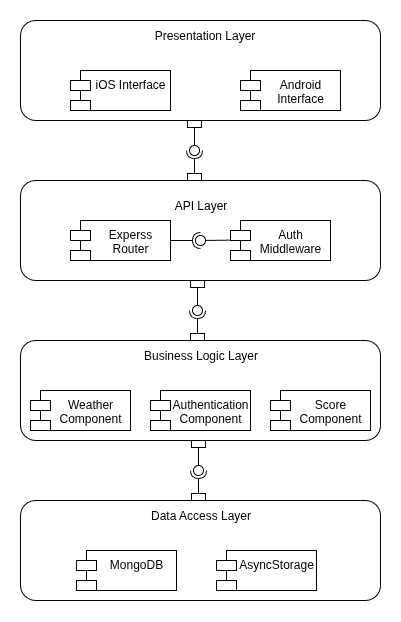 Presentation Layer
iOS Interface
Android
Interface
API Layer
Experss
Router
Auth
Middleware
Business Logic Layer
Weather
Component
Authentication
Component
Score
Component
Data Access Layer
MongoDB
AsyncStorage